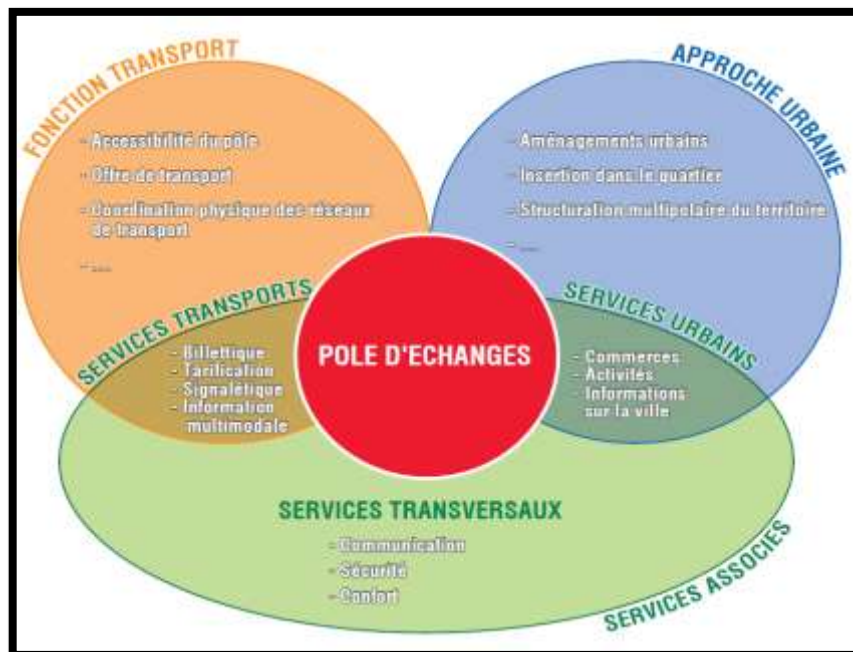 FONCTION TRANSPORT
- Accessibilité du pôle
- Offre de transport
- Coordination physique des réseaux
de transport
- ....
APPROCHE URBAINE
- Aménagements urbains
- Insertion dans le quartier
- Structuration multipolaire du territoire
- ....
SERVICES TRANSPORTS
- Billettique
- Tarification
- Signalétique
- Information
multimodale
POLE D'ECHANGES
SERVICES URBAINS
- Commerces
- Activités
- Informations
sur la ville
SERVICES TRANSVERSAUX
- Communication
- Sécurité
- Confort
SERVICES ASSOCIES